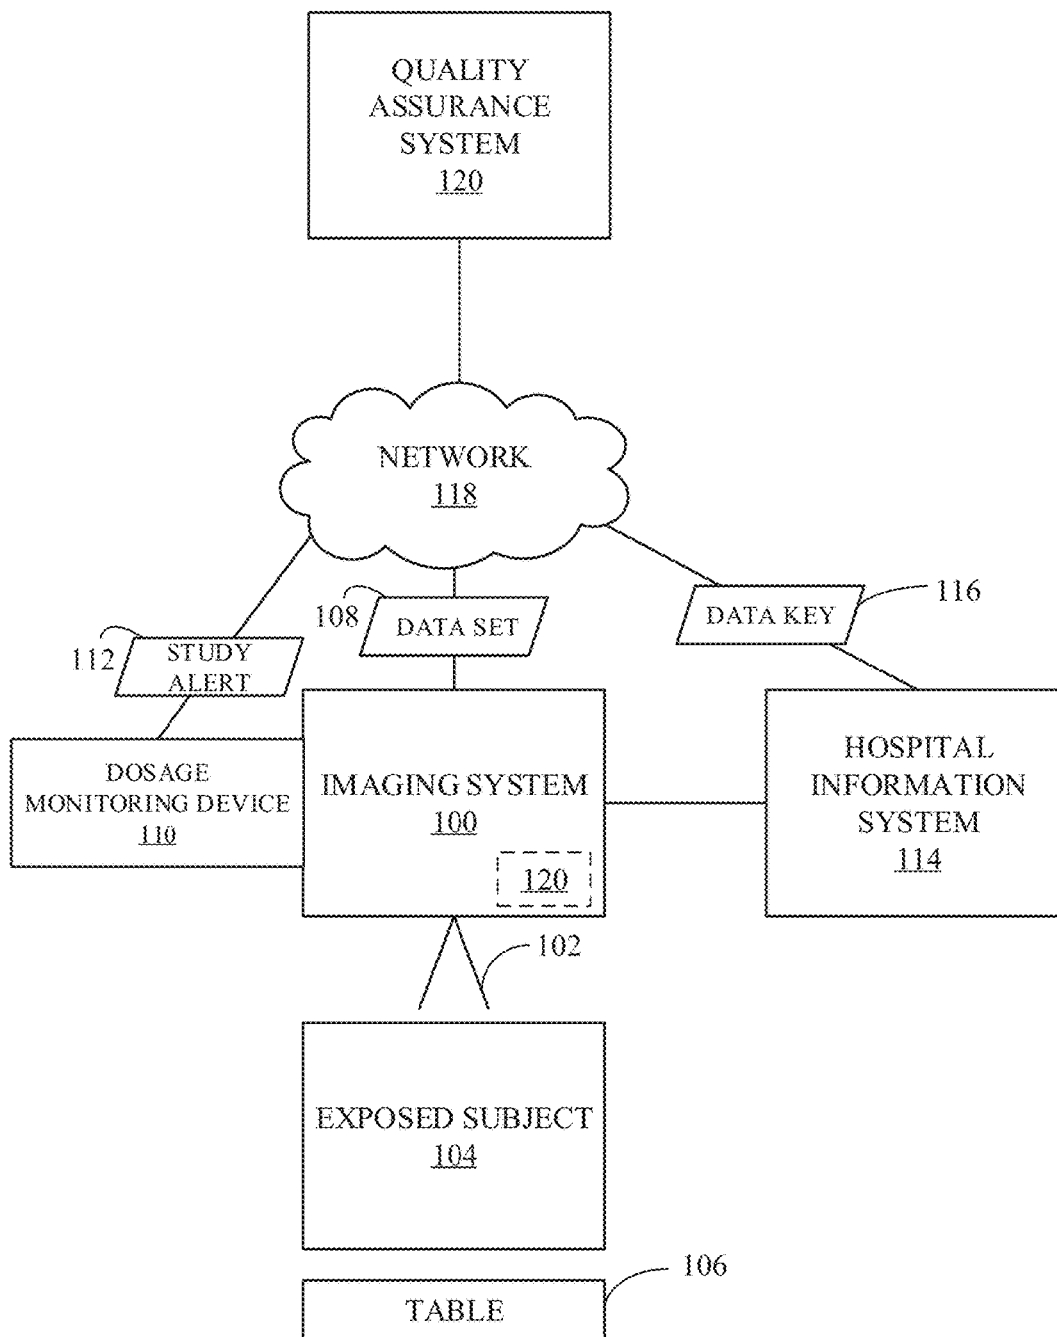 QUALITY
ASSURANCE
SYSTEM
120
NETWORK
118
108
DATA SET
DATA KEY
116
112
STUDY
ALERT
DOSAGE
MONITORING DEVICE
110
IMAGING SYSTEM
100
120
HOSPITAL
INFORMATION
SYSTEM
114
102
EXPOSED SUBJECT
104
106
TABLE